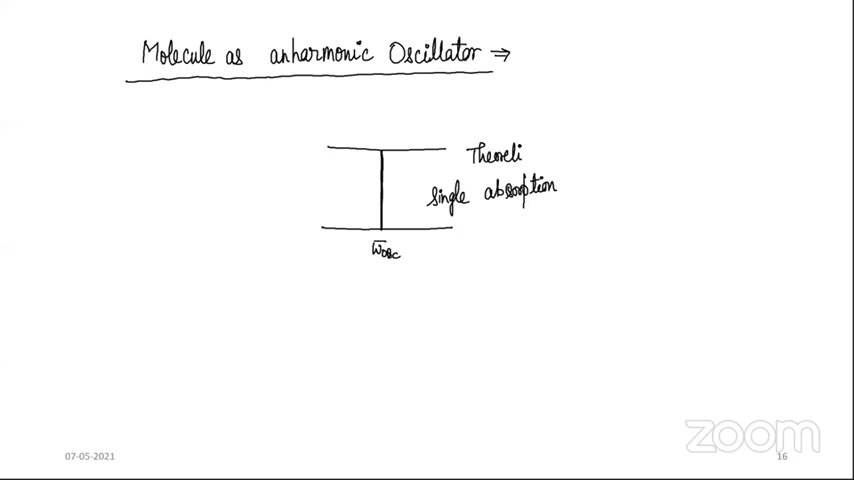 Molecule as anharmonic Oscillator ⇒
Theoreti
single absorption
ω̅osc
zoom
07-05-2021
16